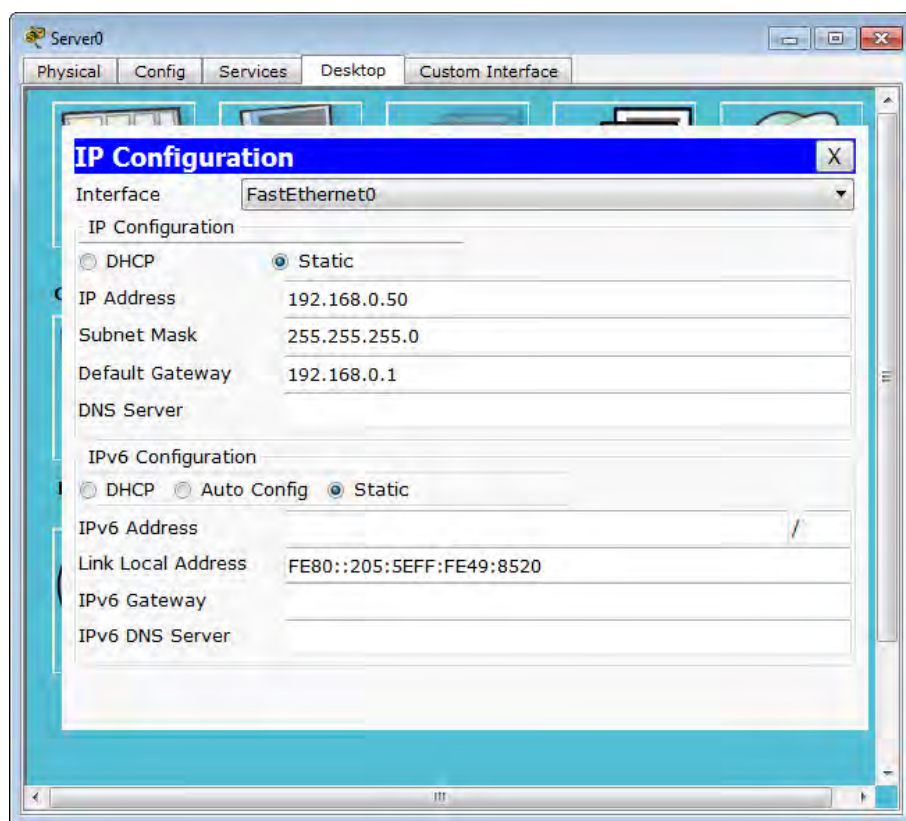 Server0
Physical Config Services Desktop Custom Interface
IP Configuration X
Interface FastEthernet0
IP Configuration
DHCP Static
IP Address 192.168.0.50
Subnet Mask 255.255.255.0
Default Gateway 192.168.0.1
DNS Server
IPv6 Configuration
DHCP Auto Config Static
IPv6 Address /
Link Local Address FE80::205:5EFF:FE49:8520
IPv6 Gateway
IPv6 DNS Server